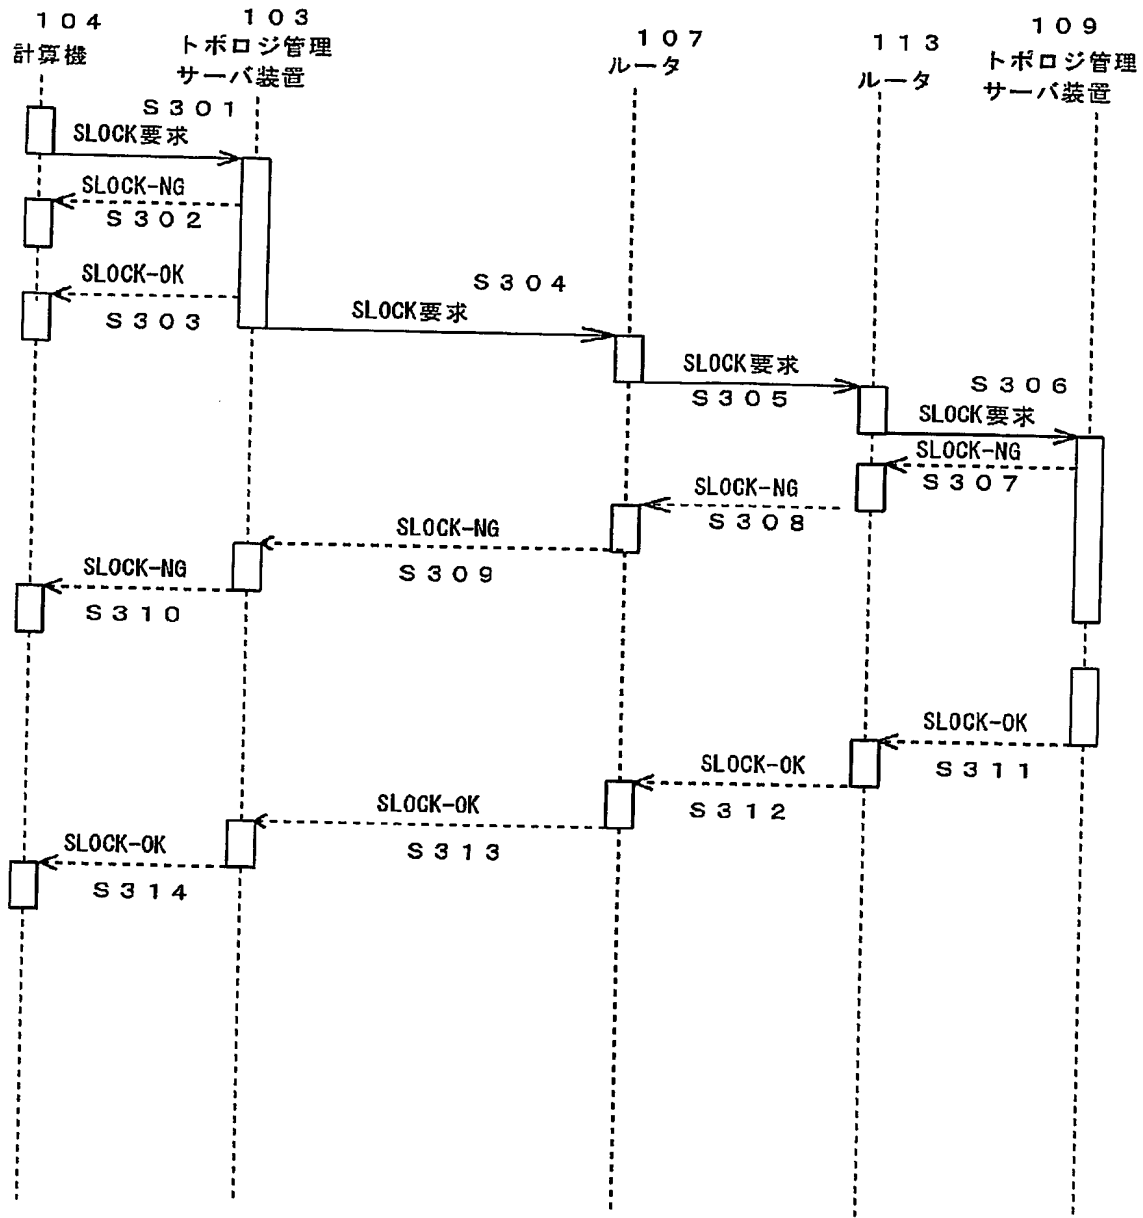 １０４
計算機
１０３
トポロジ管理
サーバ装置
１０７
ルータ
１１３
ルータ
１０９
トポロジ管理
サーバ装置
Ｓ３０１
SLOCK要求
SLOCK-NG
Ｓ３０２
SLOCK-OK
Ｓ３０３
Ｓ３０４
SLOCK要求
SLOCK要求
Ｓ３０５
Ｓ３０６
SLOCK要求
SLOCK-NG
Ｓ３０７
SLOCK-NG
Ｓ３０８
SLOCK-NG
Ｓ３０９
SLOCK-NG
Ｓ３１０
SLOCK-OK
Ｓ３１１
SLOCK-OK
Ｓ３１２
SLOCK-OK
Ｓ３１３
SLOCK-OK
Ｓ３１４